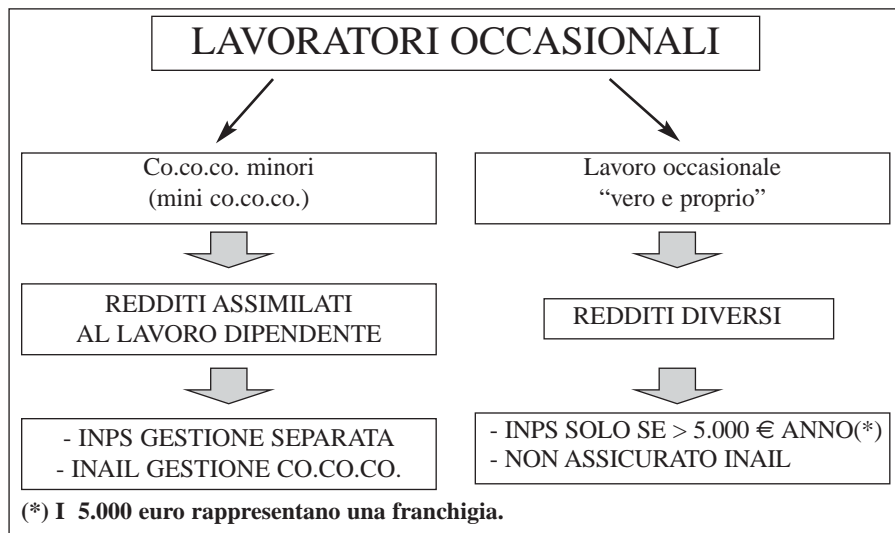 LAVORATORI OCCASIONALI
Co.co.co. minori
(mini co.co.co.)
REDDITI ASSIMILATI
AL LAVORO DIPENDENTE
- INPS GESTIONE SEPARATA
- INAIL GESTIONE CO.CO.CO.
Lavoro occasionale
“vero e proprio”
REDDITI DIVERSI
- INPS SOLO SE > 5.000 € ANNO(*)
- NON ASSICURATO INAIL
(*) I 5.000 euro rappresentano una franchigia.